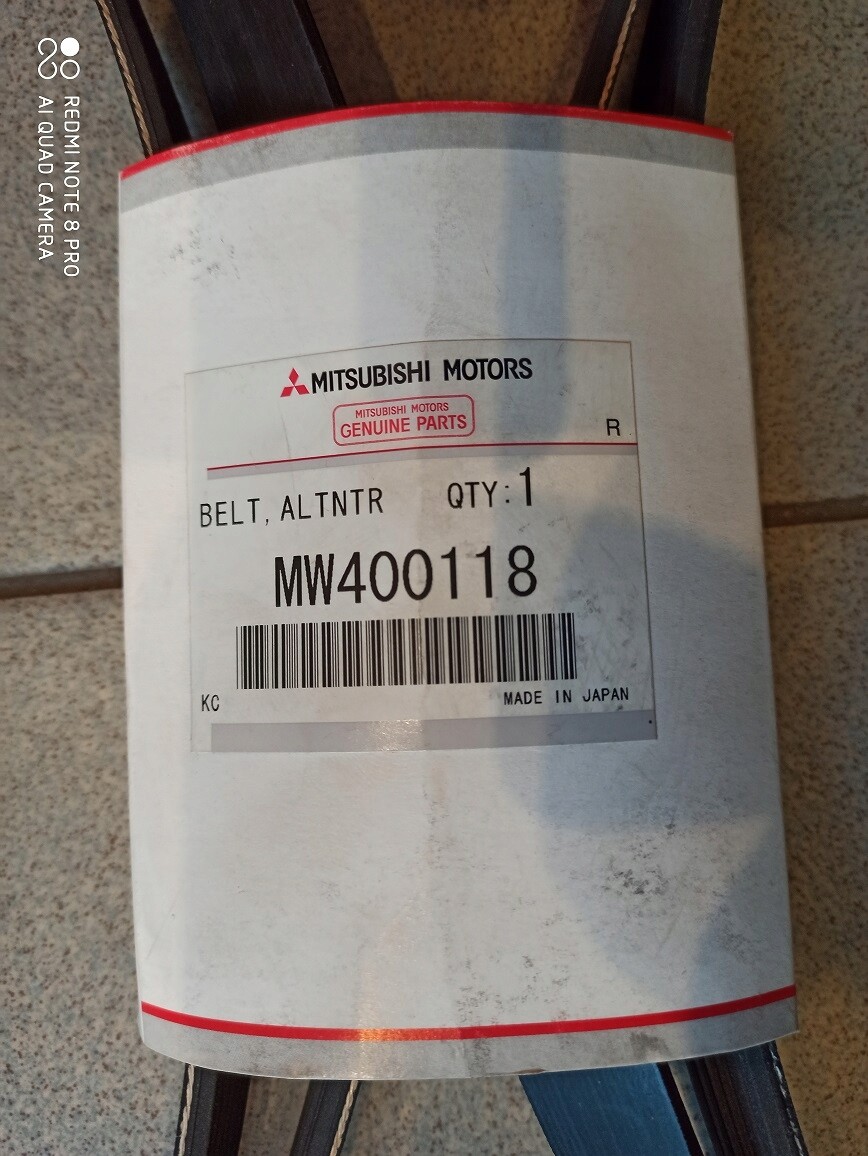 MITSUBISHI MOTORS
MITSUBISHI MOTORS
GENUINE PARTS
R
BELT, ALTNTR QTY:1
MW400118
KC MADE IN JAPAN
REDMI NOTE 8 PRO
AI QUAD CAMERA